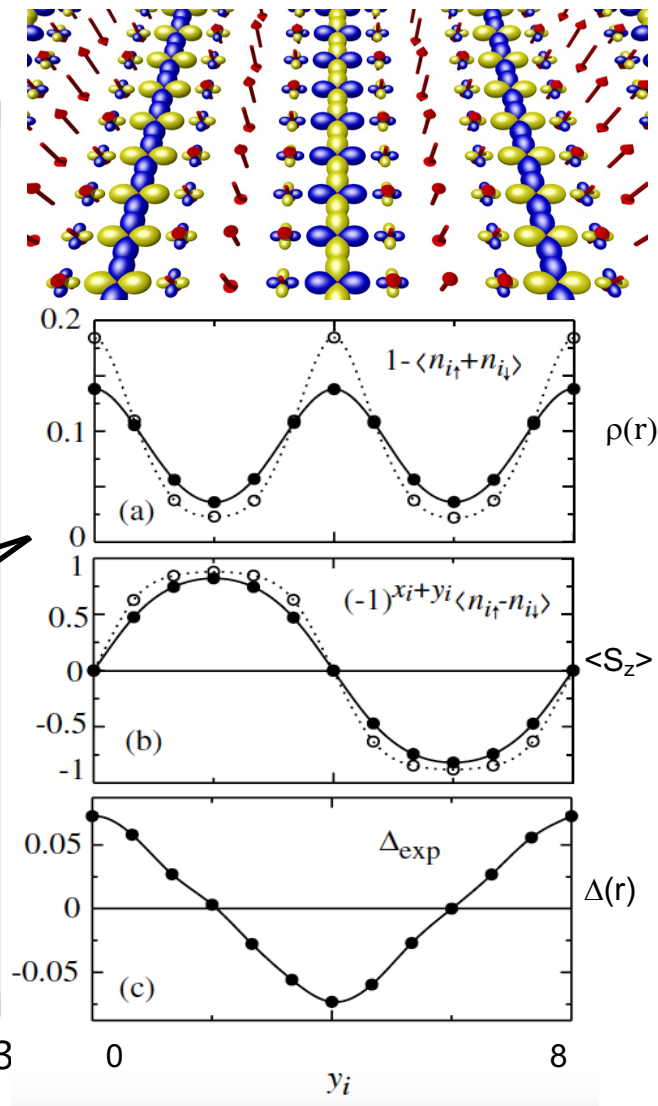 0.2
1-⟨n_{i↑}+n_{i↓}⟩
0.1
ρ(r)
(a)
0
1
0.5
(-1)^{x_i+y_i}⟨n_{i↑}-n_{i↓}⟩
0
<S_z>
-0.5
(b)
-1
0.05
Δ_exp
0
Δ(r)
-0.05
(c)
3
0
8
y_i